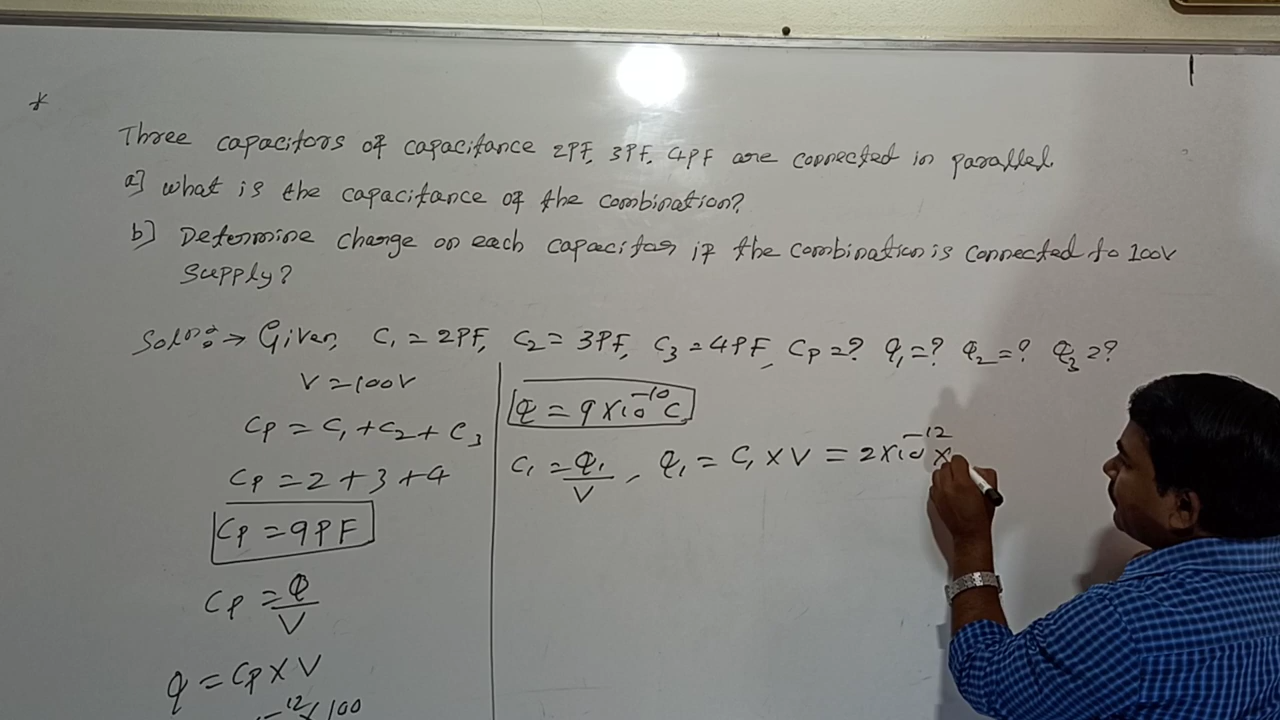 *
Three capacitors of capacitance 2PF, 3PF, 4PF are connected in parallel.
a] what is the capacitance of the combination?
b] Determine charge on each capacitor if the combination is connected to 100V
supply?
Soln:→ Given, C₁ = 2PF, C₂ = 3PF, C₃ = 4PF, Cp = ? q₁ = ? q₂ = ? q₃ = ?
V = 100V
Cp = C₁ + C₂ + C₃
Cp = 2 + 3 + 4
Cp = 9PF
Cp = Q/V
q = Cp × V
⁻¹² × 100
q = 9 × 10⁻¹⁰ C
C₁ = q₁/V, q₁ = C₁ × V = 2 × 10⁻¹² ×